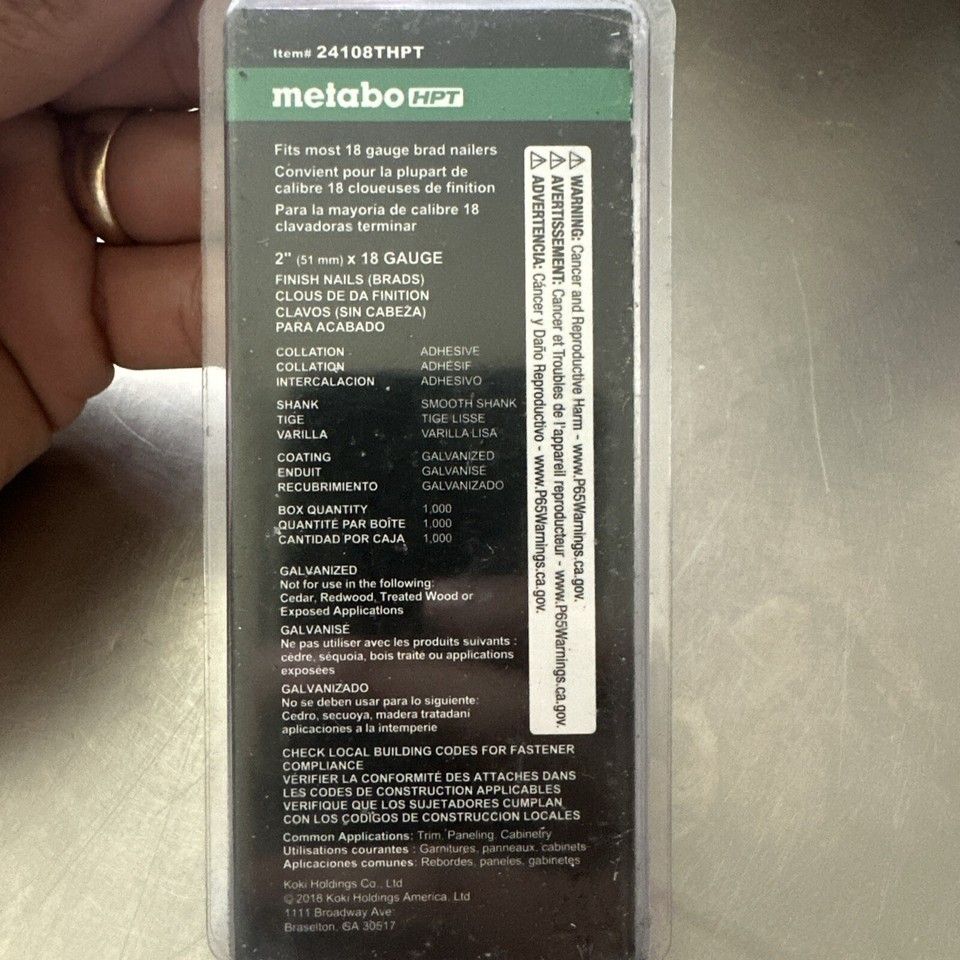 Item# 24108THPT
metabo HPT
Fits most 18 gauge brad nailers
Convient pour la plupart de
calibre 18 cloueuses de finition
Para la mayoria de calibre 18
clavadoras terminar
2" (51 mm) x 18 GAUGE
FINISH NAILS (BRADS)
CLOUS DE DA FINITION
CLAVOS (SIN CABEZA)
PARA ACABADO
COLLATION ADHESIVE
COLLATION ADHÉSIF
INTERCALACION ADHESIVO
SHANK SMOOTH SHANK
TIGE TIGE LISSE
VARILLA VARILLA LISA
COATING GALVANIZED
ENDUIT GALVANISÉ
RECUBRIMIENTO GALVANIZADO
BOX QUANTITY 1,000
QUANTITÉ PAR BOÎTE 1,000
CANTIDAD POR CAJA 1,000
GALVANIZED
Not for use in the following:
Cedar, Redwood, Treated Wood or
Exposed Applications
GALVANISÉ
Ne pas utiliser avec les produits suivants :
cèdre, séquoia, bois traité ou applications
exposées
GALVANIZADO
No se deben usar para lo siguiente:
Cedro, secuoya, madera tratadani
aplicaciones a la intemperie
CHECK LOCAL BUILDING CODES FOR FASTENER
COMPLIANCE
VÉRIFIER LA CONFORMITÉ DES ATTACHES DANS
LES CODES DE CONSTRUCTION APPLICABLES
VERIFIQUE QUE LOS SUJETADORES CUMPLAN
CON LOS CODIGOS DE CONSTRUCCION LOCALES
Common Applications: Trim, Paneling, Cabinetry
Utilisations courantes : Garnitures, panneaux, cabinets
Aplicaciones comunes: Rebordes, paneles, gabinetes
Koki Holdings Co., Ltd
© 2018 Koki Holdings America, Ltd
1111 Broadway Ave
Braselton, GA 30517
⚠ WARNING: Cancer and Reproductive Harm - www.P65Warnings.ca.gov.
⚠ AVERTISSEMENT: Cancer et Troubles de l'appareil reproducteur - www.P65Warnings.ca.gov.
⚠ ADVERTENCIA: Cáncer y Daño Reproductivo - www.P65Warnings.ca.gov.